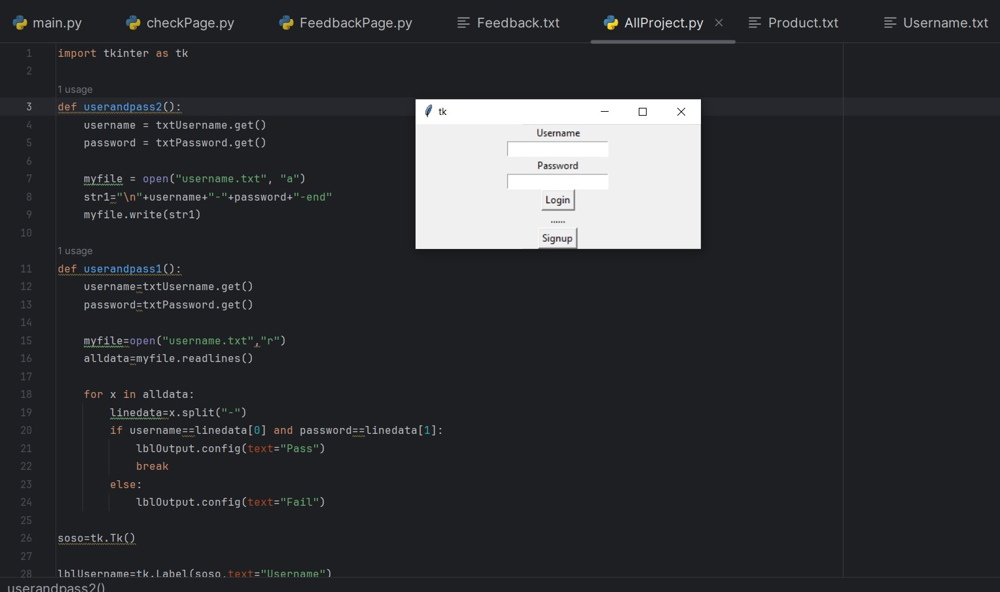 main.py checkPage.py FeedbackPage.py Feedback.txt AllProject.py Product.txt Username.txt
1 import tkinter as tk
2
1 usage
3 def userandpass2():
4 username = txtUsername.get()
5 password = txtPassword.get()
6
7 myfile = open("username.txt", "a")
8 str1="\n"+username+"-"+password+"-end"
9 myfile.write(str1)
10
1 usage
11 def userandpass1():
12 username=txtUsername.get()
13 password=txtPassword.get()
14
15 myfile=open("username.txt","r")
16 alldata=myfile.readlines()
17
18 for x in alldata:
19 linedata=x.split("-")
20 if username==linedata[0] and password==linedata[1]:
21 lblOutput.config(text="Pass")
22 break
23 else:
24 lblOutput.config(text="Fail")
25
26 soso=tk.Tk()
27
28 lblUsername=tk.Label(soso,text="Username")
userandpass2()
tk
Username
Password
Login
......
Signup